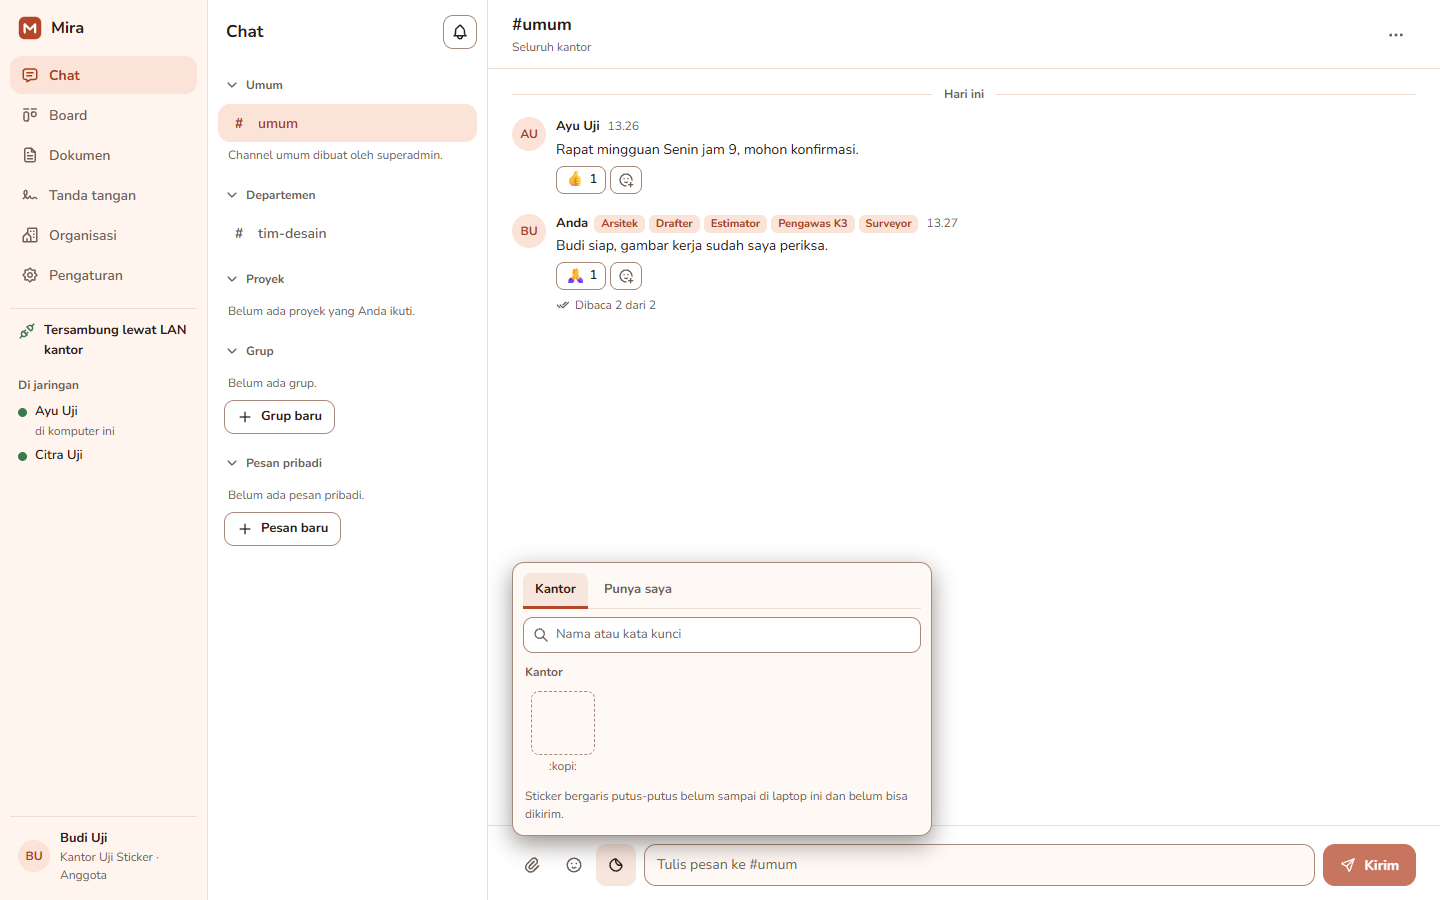 Mira
Chat
Board
Dokumen
Tanda tangan
Organisasi
Pengaturan
Tersambung lewat LAN
kantor
Di jaringan
Ayu Uji
di komputer ini
Citra Uji
BU
Budi Uji
Kantor Uji Sticker ·
Anggota
Chat
Umum
# umum
Channel umum dibuat oleh superadmin.
Departemen
# tim-desain
Proyek
Belum ada proyek yang Anda ikuti.
Grup
Belum ada grup.
+ Grup baru
Pesan pribadi
Belum ada pesan pribadi.
+ Pesan baru
#umum
Seluruh kantor
Hari ini
AU
Ayu Uji 13.26
Rapat mingguan Senin jam 9, mohon konfirmasi.
👍 1
BU
Anda Arsitek Drafter Estimator Pengawas K3 Surveyor 13.27
Budi siap, gambar kerja sudah saya periksa.
🙏 1
Dibaca 2 dari 2
Kantor Punya saya
Nama atau kata kunci
Kantor
:kopi:
Sticker bergaris putus-putus belum sampai di laptop ini dan belum bisa
dikirim.
Tulis pesan ke #umum
Kirim